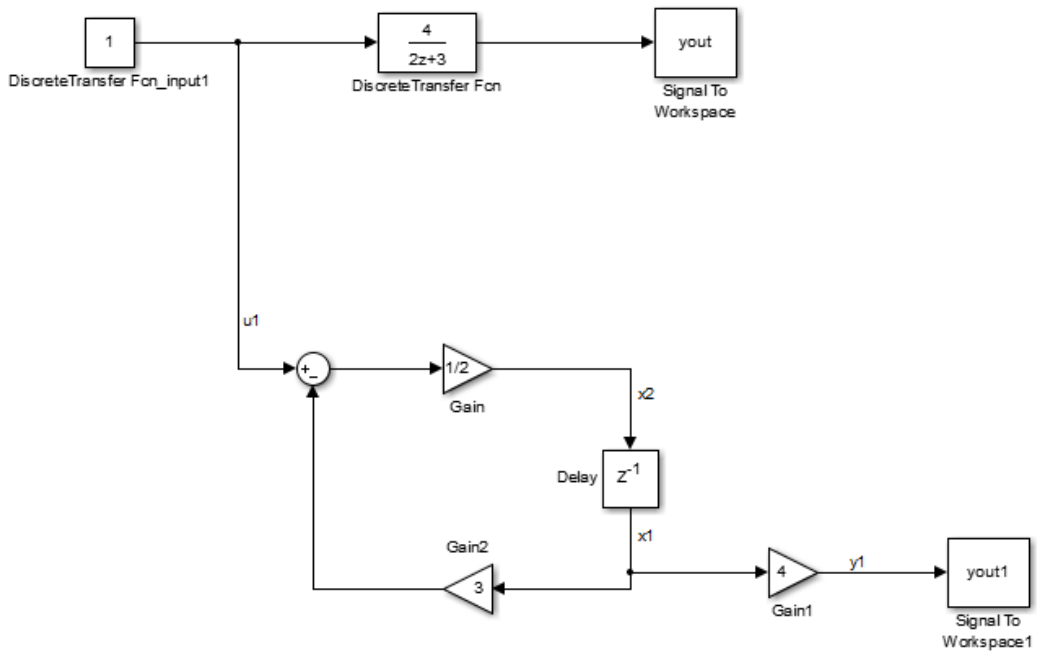 1
DiscreteTransfer Fcn_input1
4
2z+3
DiscreteTransfer Fcn
yout
Signal To
Workspace
u1
+
_
1/2
Gain
x2
Delay
z-1
x1
Gain2
3
4
Gain1
y1
yout1
Signal To
Workspace1